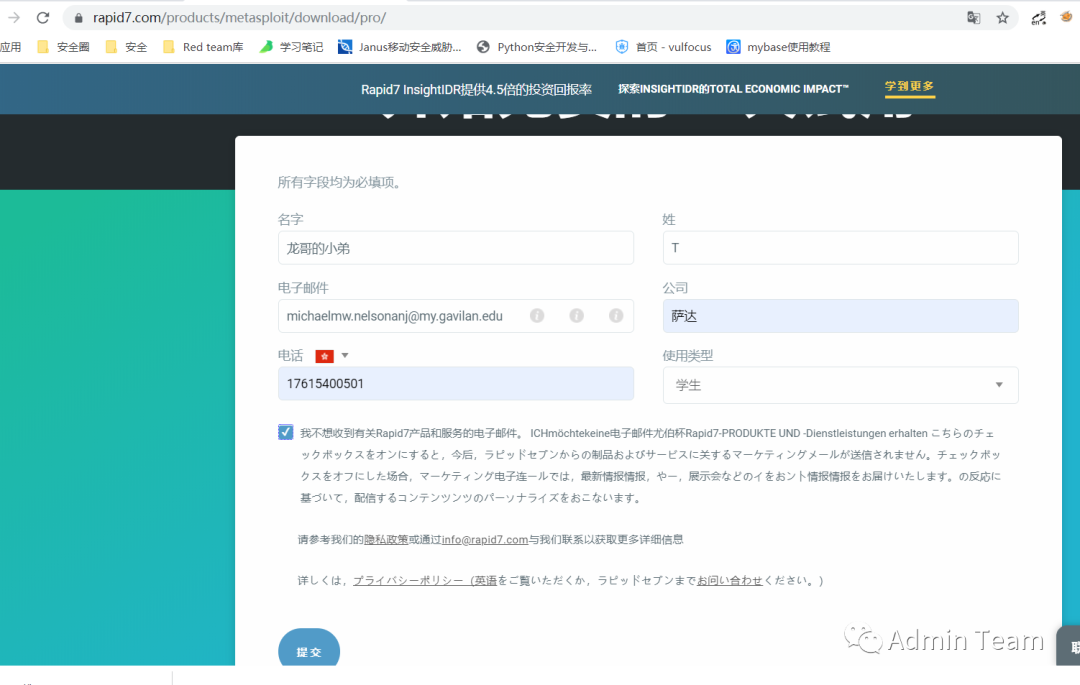 rapid7.com/products/metasploit/download/pro/
应用 安全圈 安全 Red team库 学习笔记 Janus移动安全威胁... Python安全开发与... 首页 - vulfocus mybase使用教程
Rapid7 InsightIDR提供4.5倍的投资回报率 探索INSIGHTIDR的TOTAL ECONOMIC IMPACT™ 学到更多
所有字段均为必填项。
名字 姓
龙哥的小弟 T
电子邮件 公司
michaelmw.nelsonanj@my.gavilan.edu 萨达
电话 使用类型
17615400501 学生
我不想收到有关Rapid7产品和服务的电子邮件。 ICHmöchtekeine电子邮件尤伯杯Rapid7-PRODUKTE UND -Dienstleistungen erhalten こちらのチェ
ックボックスをオンにすると，今后，ラピッドセブンからの制品およびサービスに关するマーケティングメールが送信されません。チェックボッ
クスをオフにした场合，マーケティング电子连ールでは，最新情报情报，やー，展示会などのイをおント情报情报をお届けいたします。の反応に
基づいて，配信するコンテンツンツのパーソナライズをおこないます。
请参考我们的隐私政策或通过info@rapid7.com与我们联系以获取更多详细信息
详しくは，プライバシーポリシー（英语をご覧いただくか，ラピッドセブンまでお问い合わせください。）
提交
Admin Team
联